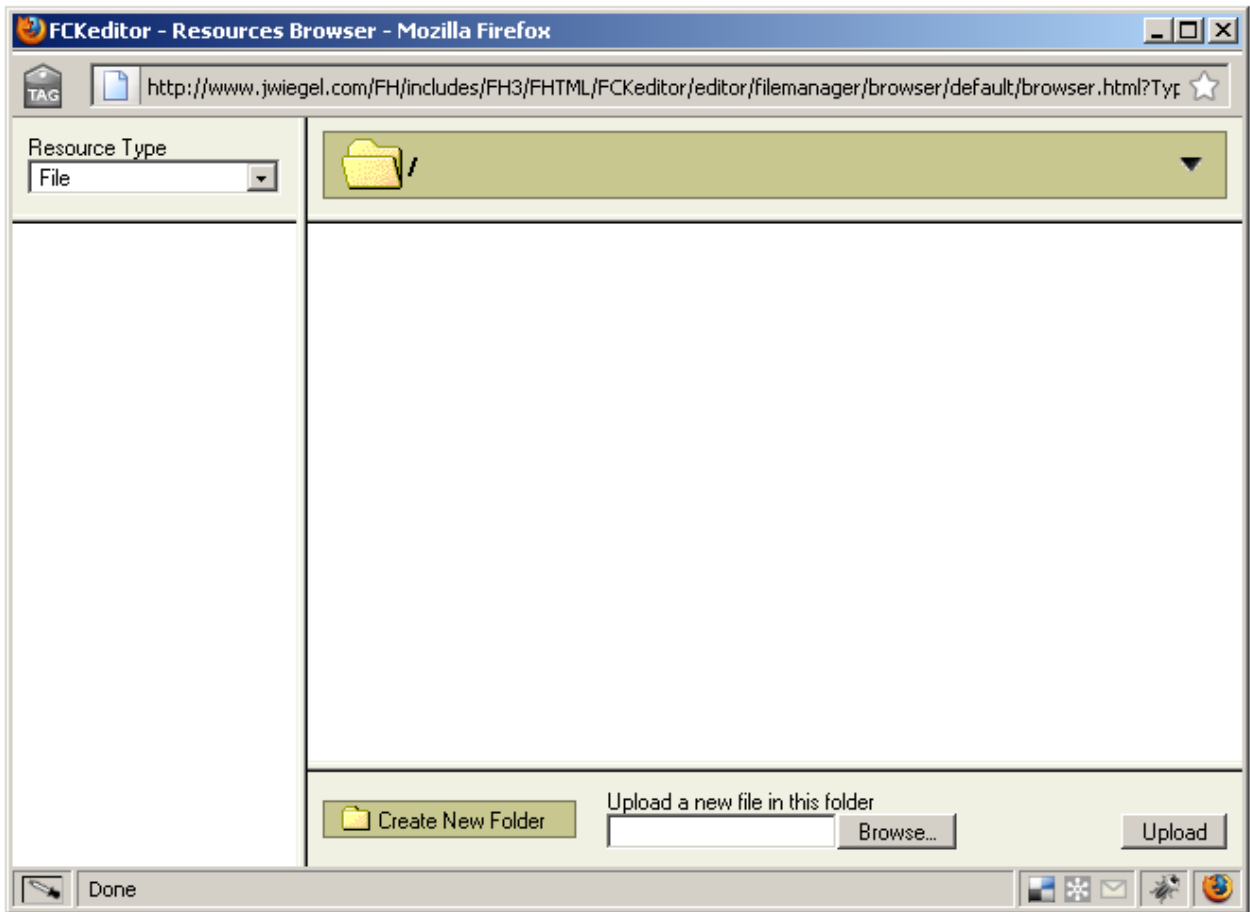 FCKeditor - Resources Browser - Mozilla Firefox
TAG
http://www.jwiegel.com/FH/includes/FH3/FHTML/FCKeditor/editor/filemanager/browser/default/browser.html?Typ
Resource Type
File
/
Create New Folder
Upload a new file in this folder
Browse...
Upload
Done